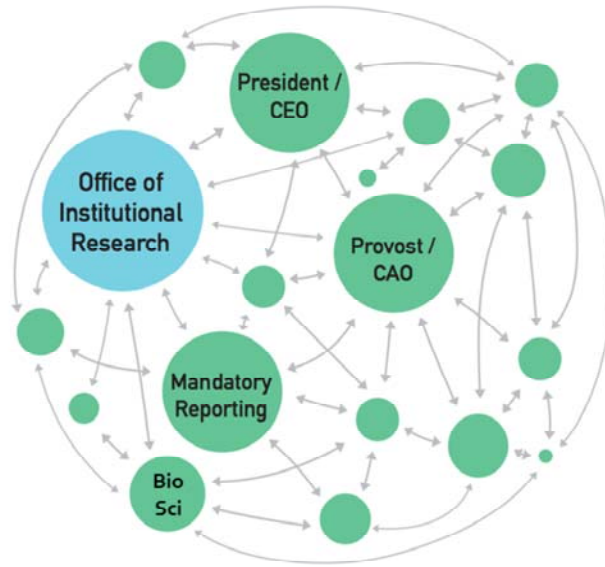 President /
CEO
Office of
Institutional
Research
Provost /
CAO
Mandatory
Reporting
Bio
Sci